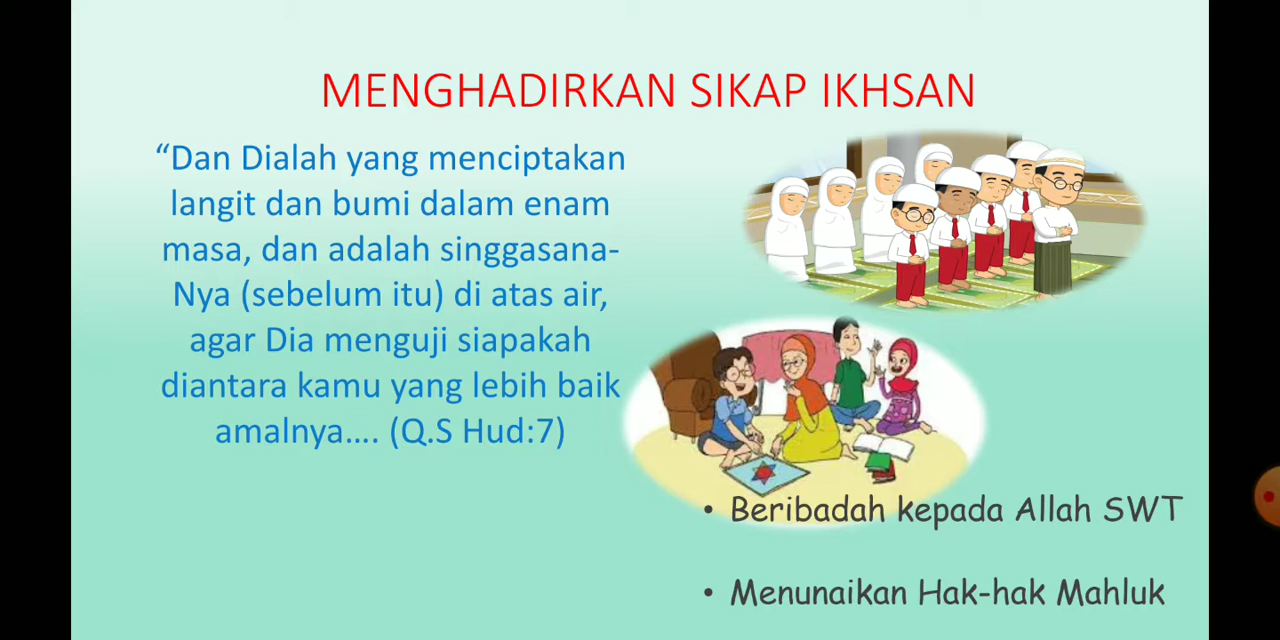 MENGHADIRKAN SIKAP IKHSAN
“Dan Dialah yang menciptakan
langit dan bumi dalam enam
masa, dan adalah singgasana-
Nya (sebelum itu) di atas air,
agar Dia menguji siapakah
diantara kamu yang lebih baik
amalnya…. (Q.S Hud:7)
• Beribadah kepada Allah SWT
• Menunaikan Hak-hak Mahluk